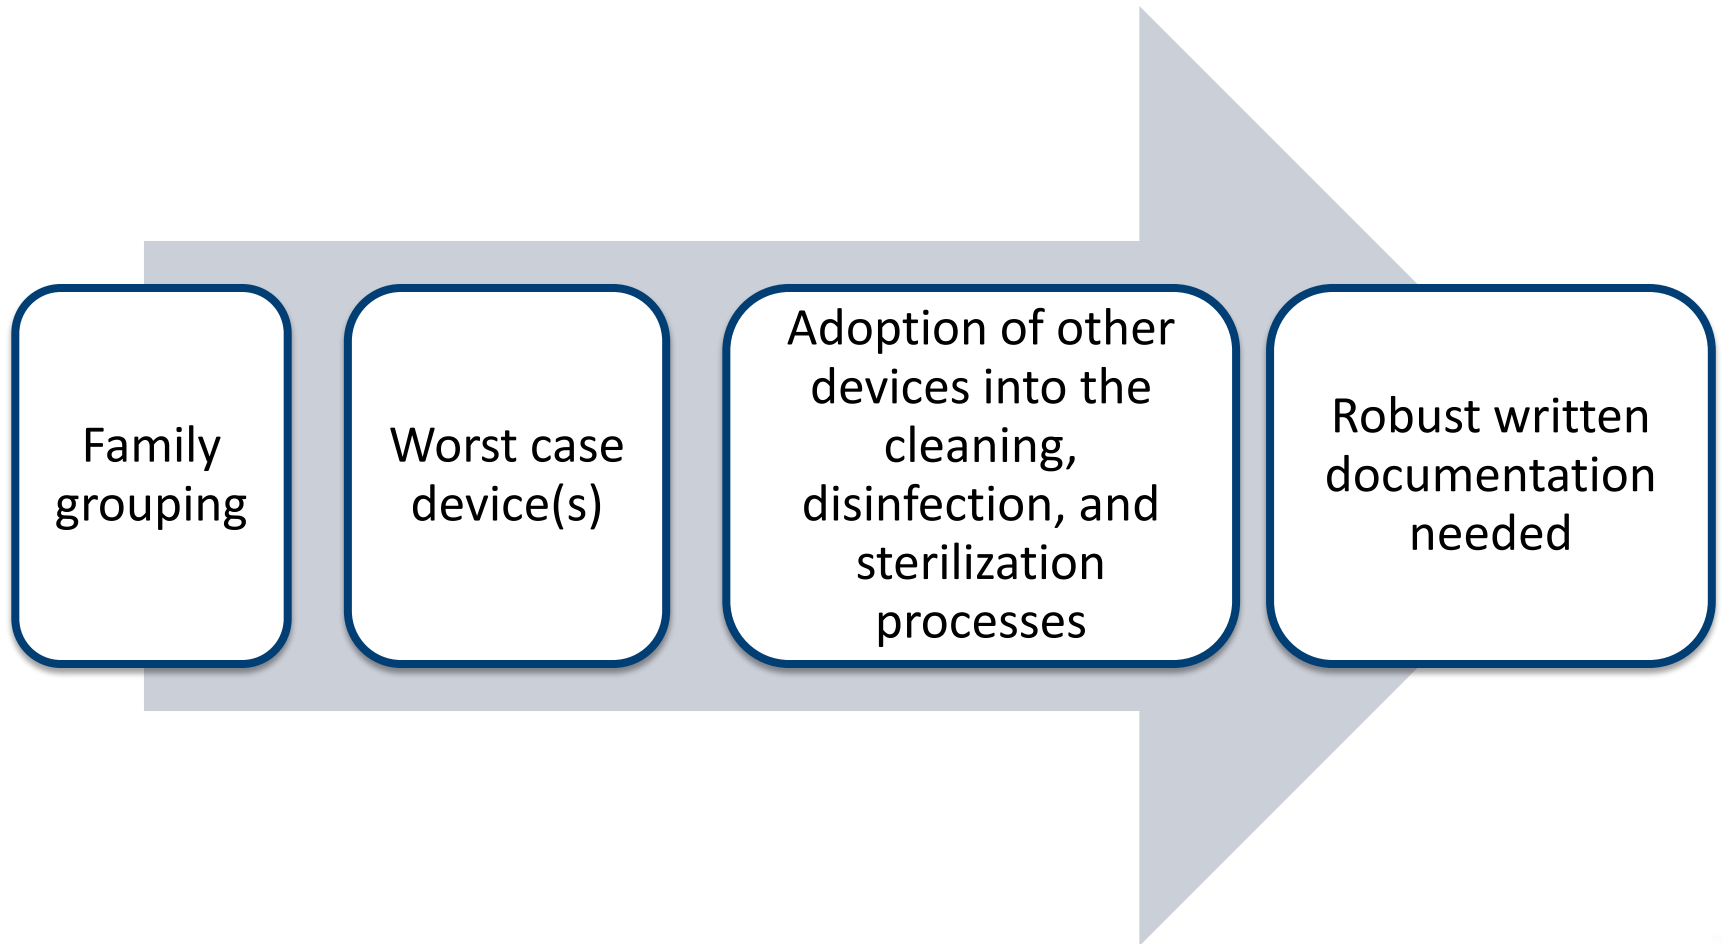 Family
grouping
Worst case
device(s)
Adoption of other
devices into the
cleaning,
disinfection, and
sterilization
processes
Robust written
documentation
needed